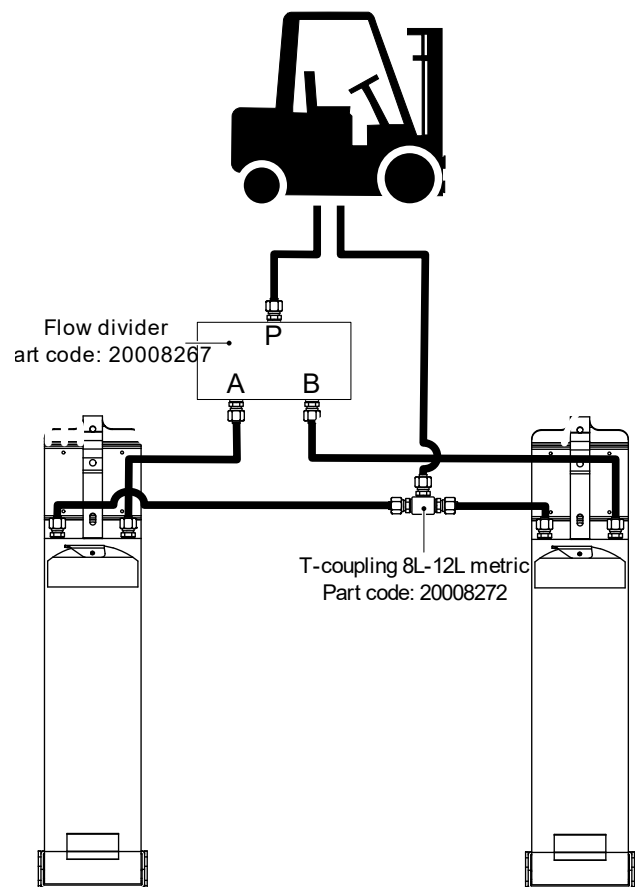 Flow divider
art code: 20008267
P
A B
T-coupling 8L-12L metric
Part code: 20008272